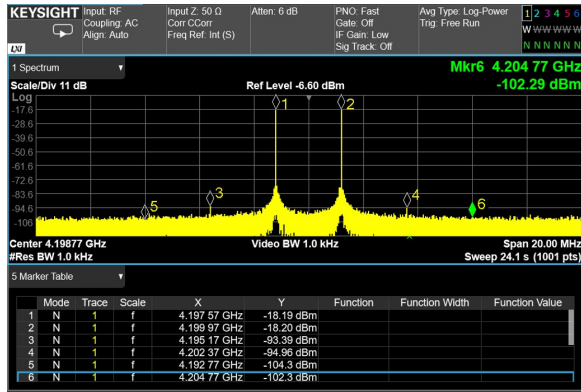 KEYSIGHT Input: RF Input Z: 50 Ω Atten: 6 dB PNO: Fast Avg Type: Log-Power 1 2 3 4 5 6
Coupling: AC Corr CCorr Gate: Off Trig: Free Run
Align: Auto Freq Ref: Int (S) IF Gain: Low W W W W W W
Sig Track: Off N N N N N N
LXI
1 Spectrum Mkr6 4.204 77 GHz
Scale/Div 11 dB Ref Level -6.60 dBm -102.29 dBm
Log
1 2
-17.6
-28.6
-39.6
-50.6
-61.6
-72.6
-83.6 3 4
-94.6 5 6
-106
Center 4.19877 GHz Video BW 1.0 kHz Span 20.00 MHz
#Res BW 1.0 kHz Sweep 24.1 s (1001 pts)
5 Marker Table
Mode Trace Scale X Y Function Function Width Function Value
1 N 1 f 4.197 57 GHz -18.19 dBm
2 N 1 f 4.199 97 GHz -18.20 dBm
3 N 1 f 4.195 17 GHz -93.39 dBm
4 N 1 f 4.202 37 GHz -94.96 dBm
5 N 1 f 4.192 77 GHz -104.3 dBm
6 N 1 f 4.204 77 GHz -102.3 dBm